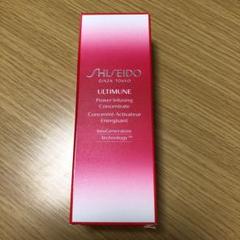 SHISEIDO
GINZA TOKYO
ULTIMUNE
Power Infusing
Concentrate
Concentré Activateur
Énergisant
ImuGeneration
Technology™